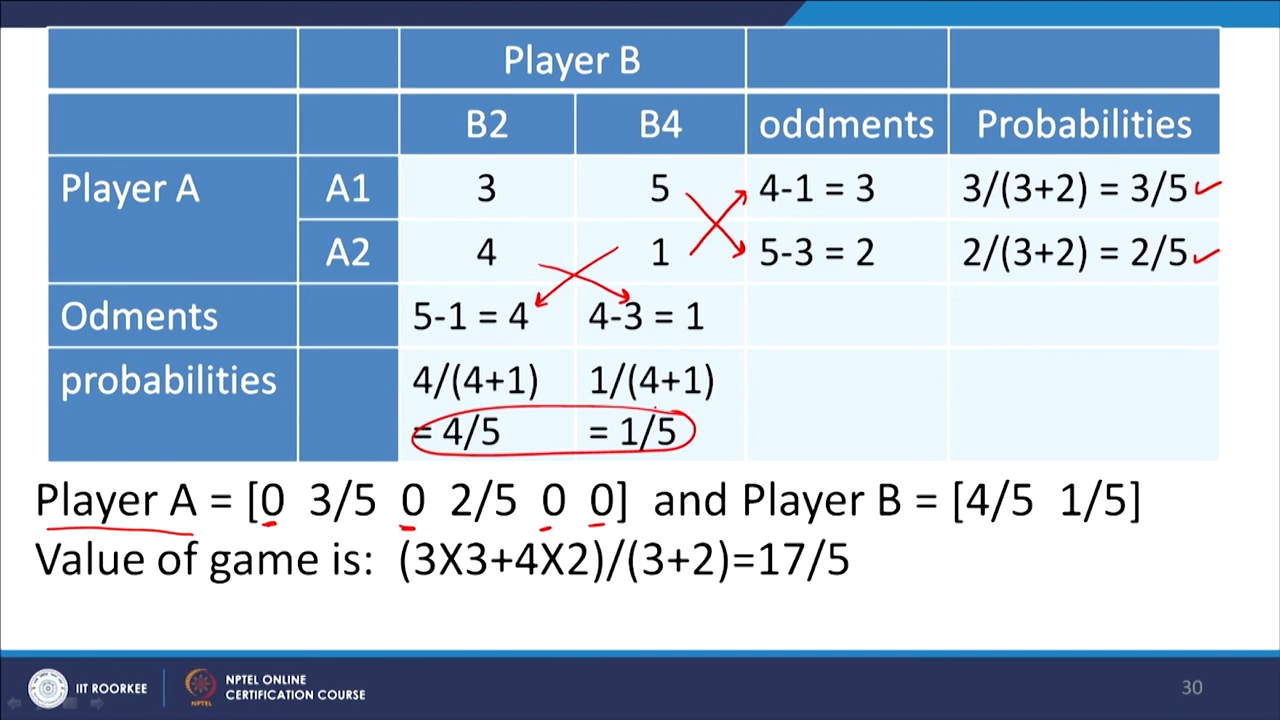 Player B
B2 B4 oddments Probabilities
Player A A1 3 5 4-1 = 3 3/(3+2) = 3/5
A2 4 1 5-3 = 2 2/(3+2) = 2/5
Odments 5-1 = 4 4-3 = 1
probabilities 4/(4+1) 1/(4+1)
= 4/5 = 1/5
Player A = [0 3/5 0 2/5 0 0] and Player B = [4/5 1/5]
Value of game is: (3X3+4X2)/(3+2)=17/5
IIT ROORKEE
NPTEL
NPTEL ONLINE
CERTIFICATION COURSE
30